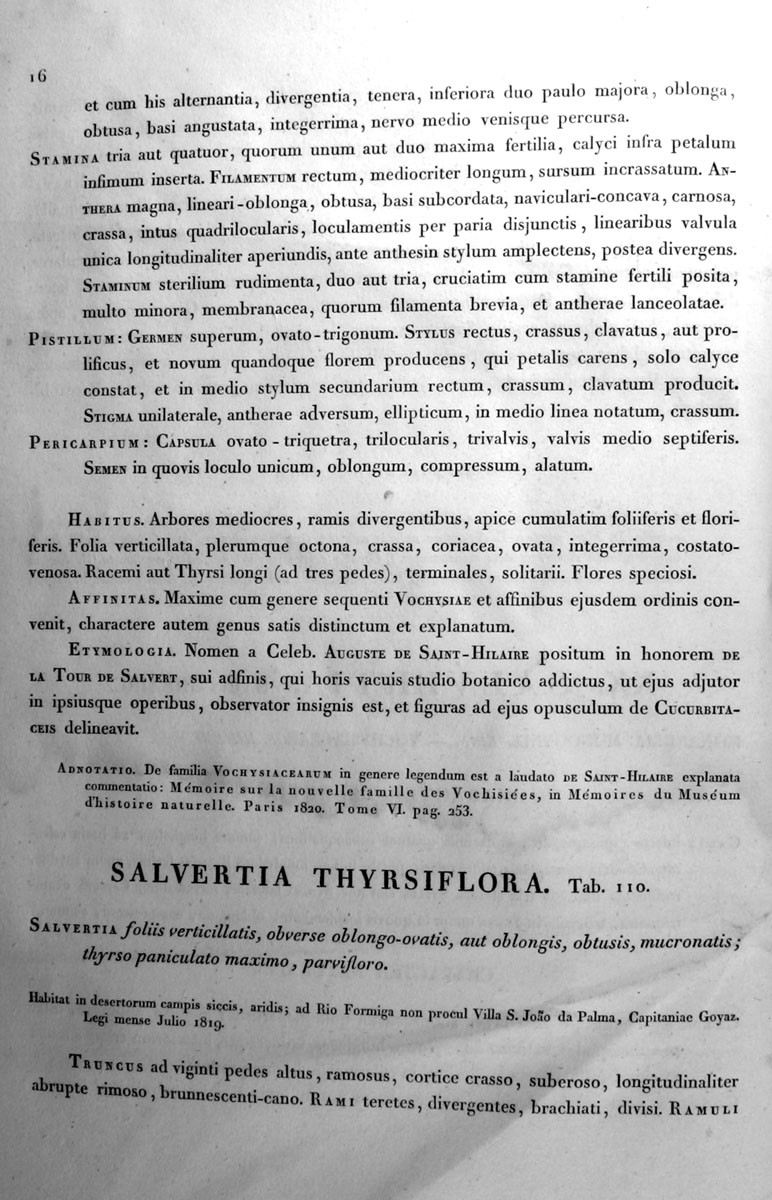 16
et cum his alternantia, divergentia, tenera, inferiora duo paulo majora, oblonga,
obtusa, basi angustata, integerrima, nervo medio venisque percursa.
STAMINA tria aut quatuor, quorum unum aut duo maxima fertilia, calyci infra petalum
infimum inserta. FILAMENTUM rectum, mediocriter longum, sursum incrassatum. AN-
THERA magna, lineari-oblonga, obtusa, basi subcordata, naviculari-concava, carnosa,
crassa, intus quadrilocularis, loculamentis per paria disjunctis, linearibus valvula
unica longitudinaliter aperiundis, ante anthesin stylum amplectens, postea divergens.
STAMINUM sterilium rudimenta, duo aut tria, cruciatim cum stamine fertili posita,
multo minora, membranacea, quorum filamenta brevia, et antherae lanceolatae.
PISTILLUM: GERMEN superum, ovato-trigonum. STYLUS rectus, crassus, clavatus, aut pro-
lificus, et novum quandoque florem producens, qui petalis carens, solo calyce
constat, et in medio stylum secundarium rectum, crassum, clavatum producit.
STIGMA unilaterale, antherae adversum, ellipticum, in medio linea notatum, crassum.
PERICARPIUM: CAPSULA ovato-triquetra, trilocularis, trivalvis, valvis medio septiferis.
SEMEN in quovis loculo unicum, oblongum, compressum, alatum.
HABITUS. Arbores mediocres, ramis divergentibus, apice cumulatim foliiferis et flori-
feris. Folia verticillata, plerumque octona, crassa, coriacea, ovata, integerrima, costato-
venosa. Racemi aut Thyrsi longi (ad tres pedes), terminales, solitarii. Flores speciosi.
AFFINITAS. Maxime cum genere sequenti VOCHYSIAE et affinibus ejusdem ordinis con-
venit, charactere autem genus satis distinctum et explanatum.
ETYMOLOGIA. Nomen a Celeb. AUGUSTE DE SAINT-HILAIRE positum in honorem DE
LA TOUR DE SALVERT, sui adfinis, qui horis vacuis studio botanico addictus, ut ejus adjutor
in ipsiusque operibus, observator insignis est, et figuras ad ejus opusculum de CUCURBITA-
CEIS delineavit.
ADNOTATIO. De familia VOCHYSIACEARUM in genere legendum est a laudato DE SAINT-HILAIRE explanata
commentatio: Mémoire sur la nouvelle famille des Vochisiées, in Mémoires du Muséum
d'histoire naturelle. Paris 1820. Tome VI. pag. 253.
SALVERTIA THYRSIFLORA. Tab. 110.
SALVERTIA foliis verticillatis, obverse oblongo-ovatis, aut oblongis, obtusis, mucronatis;
thyrso paniculato maximo, parvifloro.
Habitat in desertorum campis siccis, aridis; ad Rio Formiga non procul Villa S. João da Palma, Capitaniae Goyaz.
Legi mense Julio 1819.
TRUNCUS ad viginti pedes altus, ramosus, cortice crasso, suberoso, longitudinaliter
abrupte rimoso, brunnescenti-cano. RAMI teretes, divergentes, brachiati, divisi. RAMULI